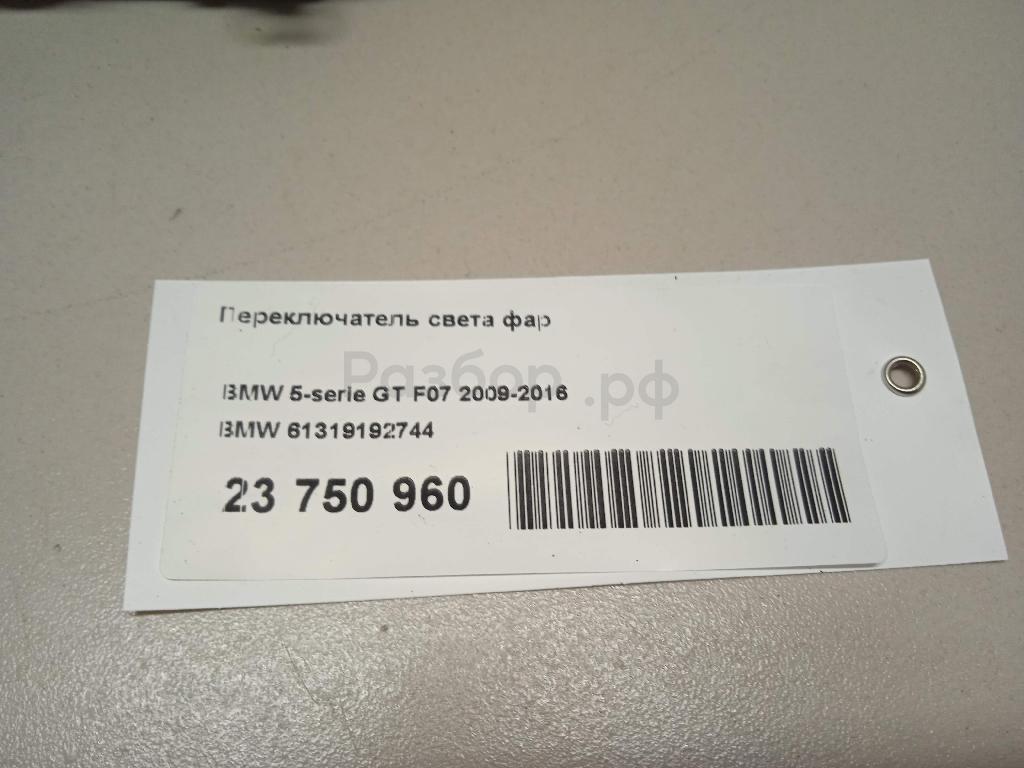 Переключатель света фар
Разбор.рф
BMW 5-serie GT F07 2009-2016
BMW 61319192744
23 750 960